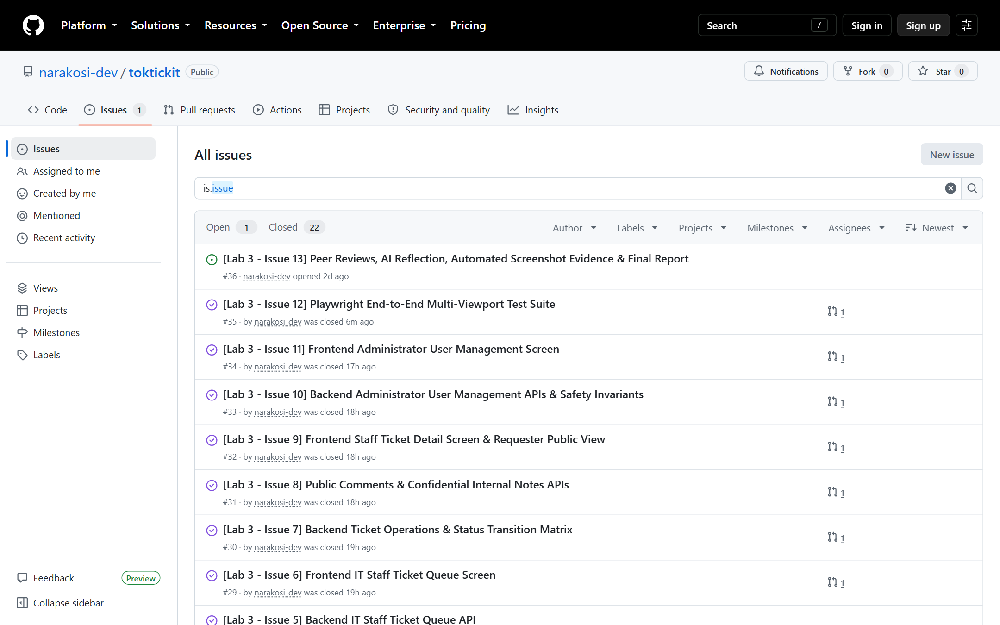 Platform Solutions Resources Open Source Enterprise Pricing Search / Sign in Sign up
narakosi-dev / toktickit Public Notifications Fork 0 Star 0
Code Issues 1 Pull requests Actions Projects Security and quality Insights
Issues
Assigned to me
Created by me
Mentioned
Recent activity
Views
Projects
Milestones
Labels
Feedback Preview
Collapse sidebar
All issues New issue
is:issue
Open 1 Closed 22 Author Labels Projects Milestones Assignees Newest
[Lab 3 - Issue 13] Peer Reviews, AI Reflection, Automated Screenshot Evidence & Final Report
#36 · narakosi-dev opened 2d ago
[Lab 3 - Issue 12] Playwright End-to-End Multi-Viewport Test Suite
#35 · by narakosi-dev was closed 6m ago 1
[Lab 3 - Issue 11] Frontend Administrator User Management Screen
#34 · by narakosi-dev was closed 17h ago 1
[Lab 3 - Issue 10] Backend Administrator User Management APIs & Safety Invariants
#33 · by narakosi-dev was closed 18h ago 1
[Lab 3 - Issue 9] Frontend Staff Ticket Detail Screen & Requester Public View
#32 · by narakosi-dev was closed 18h ago 1
[Lab 3 - Issue 8] Public Comments & Confidential Internal Notes APIs
#31 · by narakosi-dev was closed 18h ago 1
[Lab 3 - Issue 7] Backend Ticket Operations & Status Transition Matrix
#30 · by narakosi-dev was closed 19h ago 1
[Lab 3 - Issue 6] Frontend IT Staff Ticket Queue Screen
#29 · by narakosi-dev was closed 19h ago 1
[Lab 3 - Issue 5] Backend IT Staff Ticket Queue API